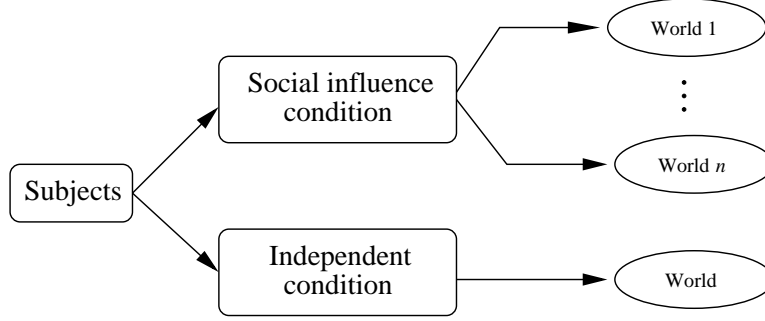 World 1
Social influence
condition
World n
Subjects
Independent
condition
World